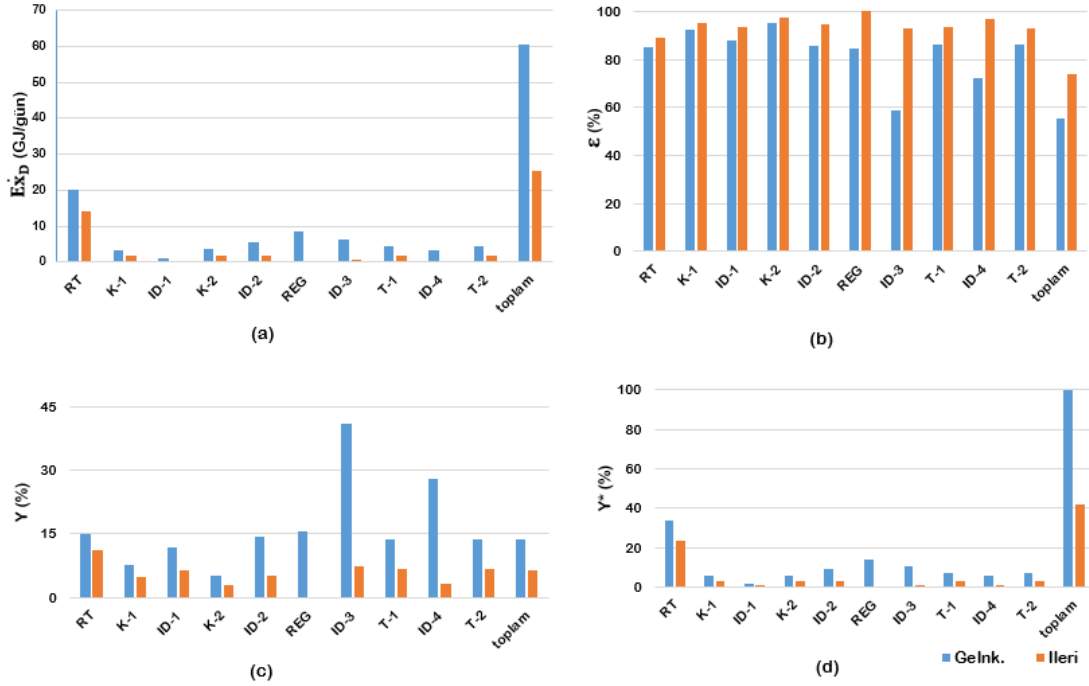 70
60
50
40
30
20
10
0
Eẋ_D (GJ/gün)
RT K-1 ID-1 K-2 ID-2 REG ID-3 T-1 ID-4 T-2 toplam
(a)
100
80
60
40
20
0
ε (%)
RT K-1 ID-1 K-2 ID-2 REG ID-3 T-1 ID-4 T-2 toplam
(b)
45
30
15
0
Y (%)
RT K-1 ID-1 K-2 ID-2 REG ID-3 T-1 ID-4 T-2 toplam
(c)
100
80
60
40
20
0
Y* (%)
RT K-1 ID-1 K-2 ID-2 REG ID-3 T-1 ID-4 T-2 toplam
(d)
Gelnk. Ileri